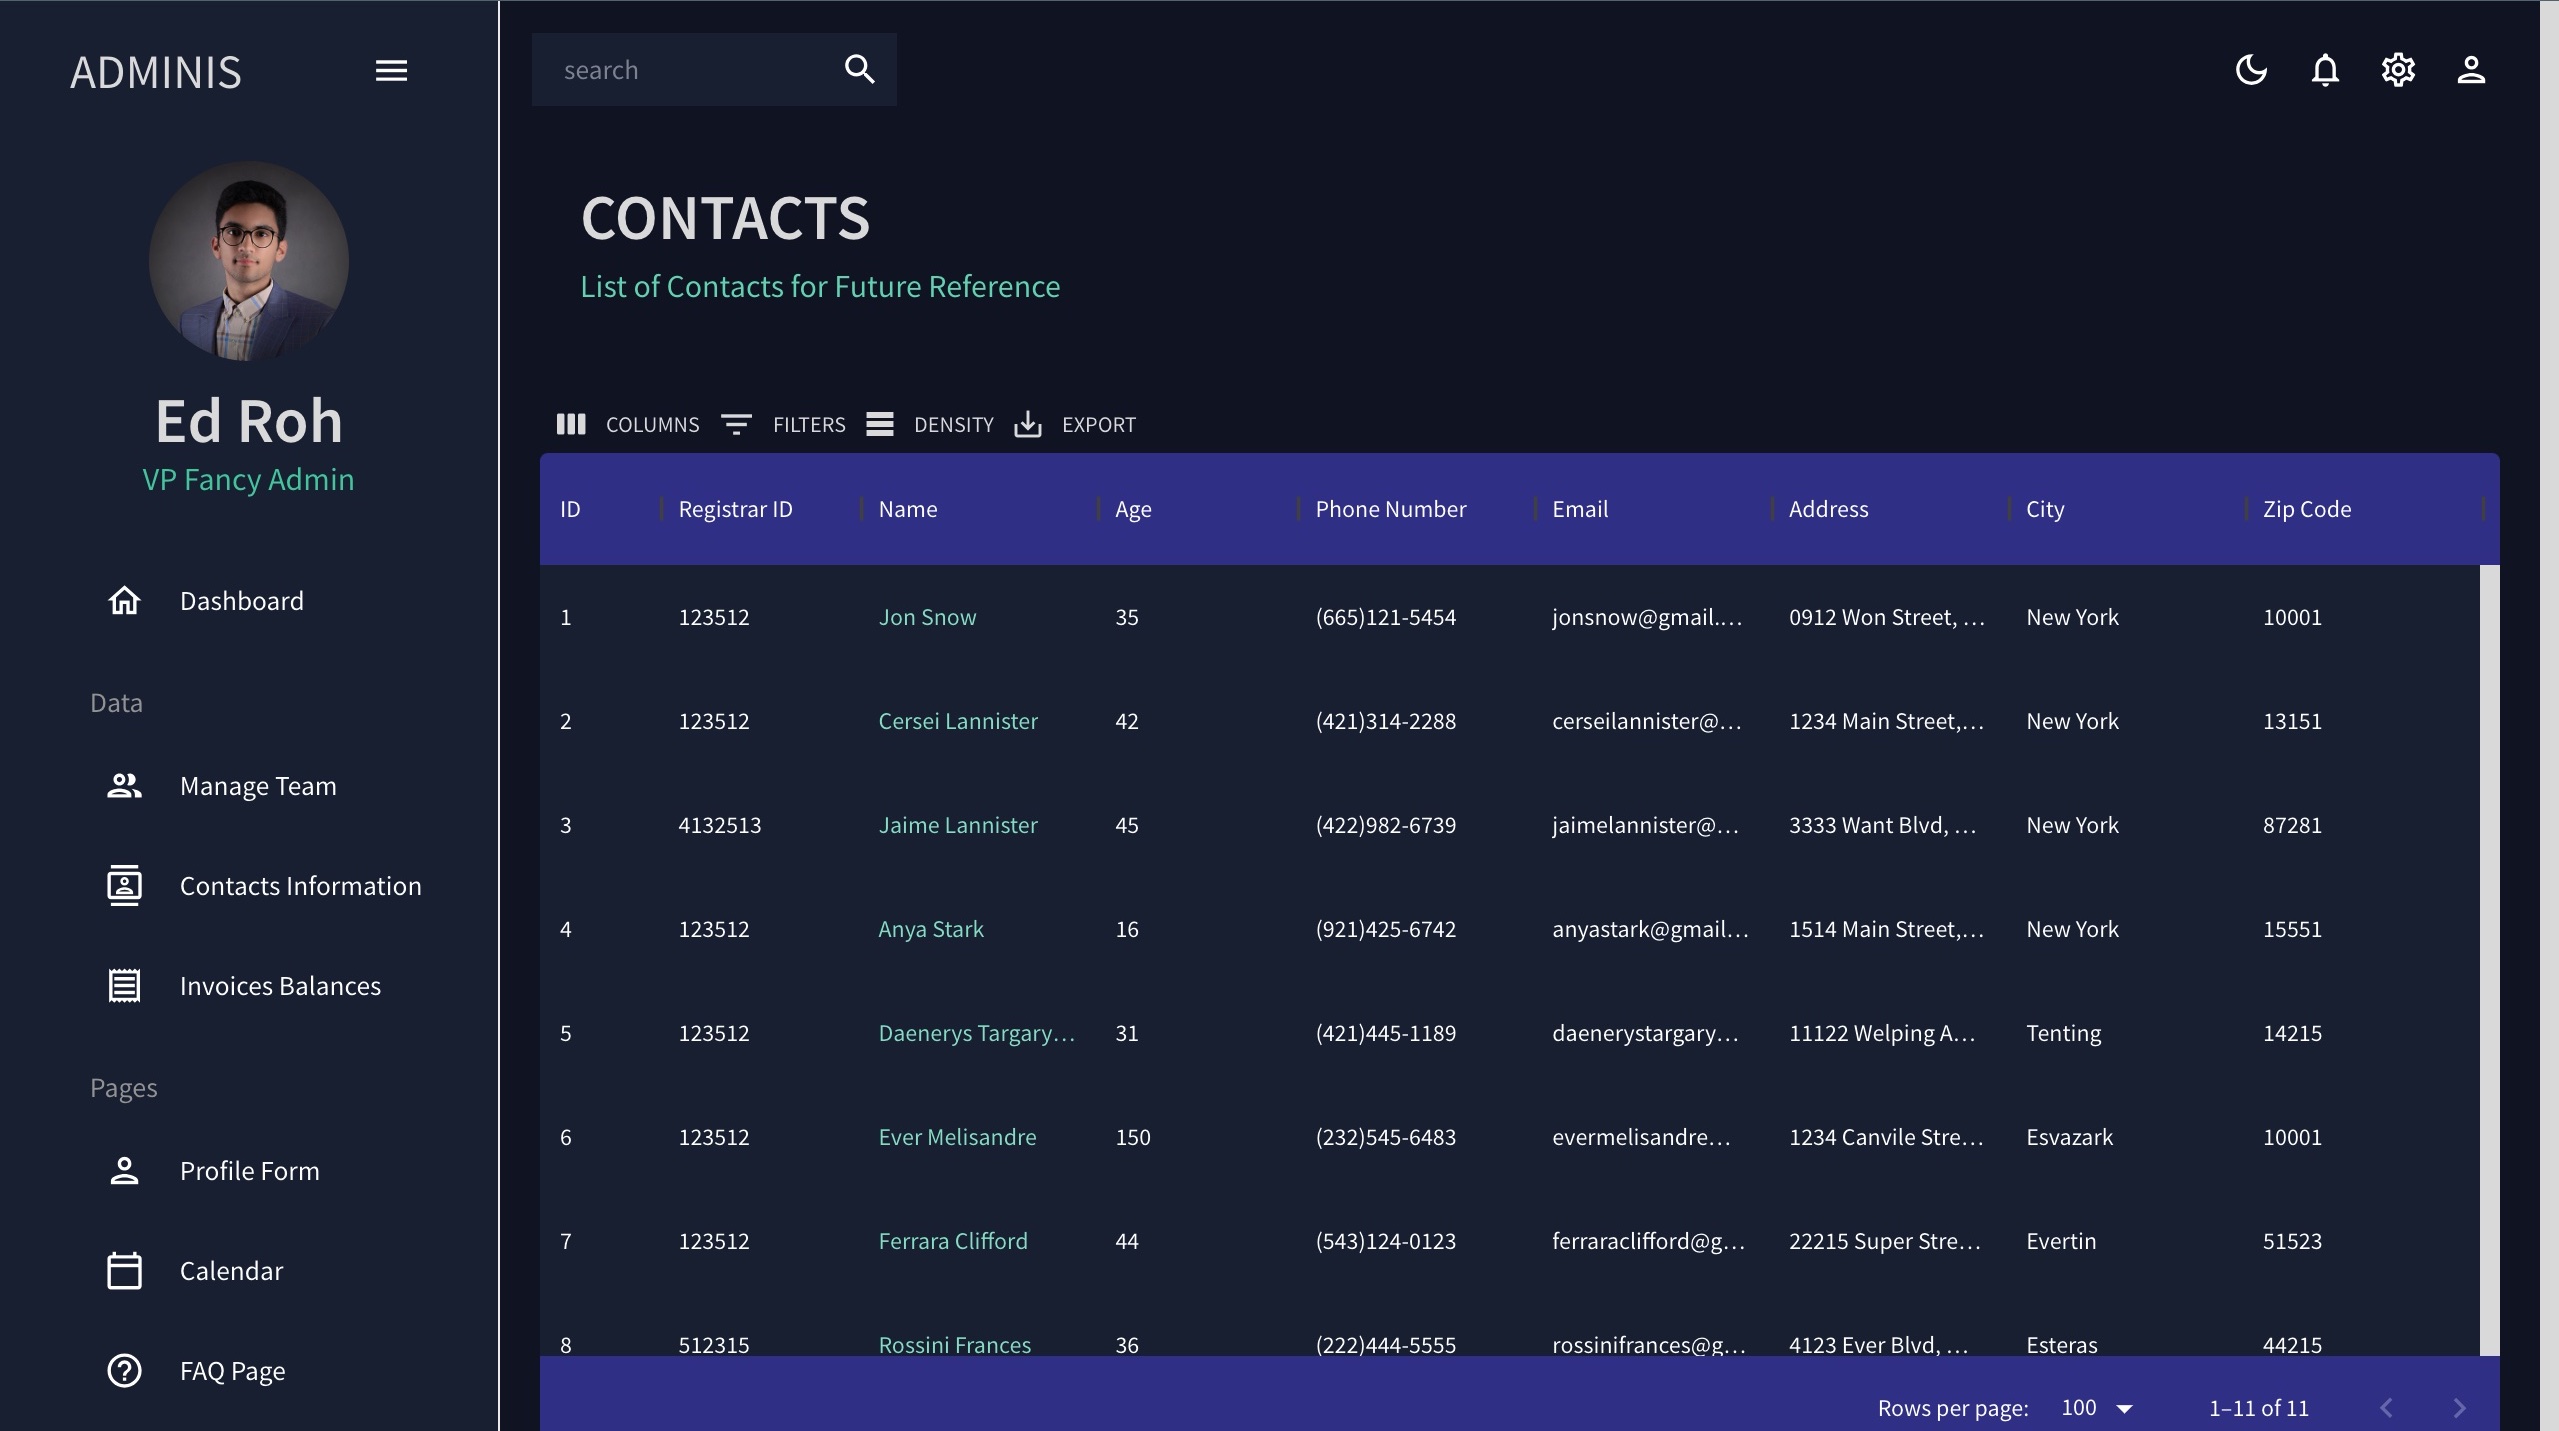 ADMINIS
search
Ed Roh
VP Fancy Admin
Dashboard
Data
Manage Team
Contacts Information
Invoices Balances
Pages
Profile Form
Calendar
FAQ Page
CONTACTS
List of Contacts for Future Reference
COLUMNS FILTERS DENSITY EXPORT
ID Registrar ID Name Age Phone Number Email Address City Zip Code
1 123512 Jon Snow 35 (665)121-5454 jonsnow@gmail.… 0912 Won Street, … New York 10001
2 123512 Cersei Lannister 42 (421)314-2288 cerseilannister@… 1234 Main Street,… New York 13151
3 4132513 Jaime Lannister 45 (422)982-6739 jaimelannister@… 3333 Want Blvd, … New York 87281
4 123512 Anya Stark 16 (921)425-6742 anyastark@gmail… 1514 Main Street,… New York 15551
5 123512 Daenerys Targary… 31 (421)445-1189 daenerystargary… 11122 Welping A… Tenting 14215
6 123512 Ever Melisandre 150 (232)545-6483 evermelisandre… 1234 Canvile Stre… Esvazark 10001
7 123512 Ferrara Clifford 44 (543)124-0123 ferraraclifford@g… 22215 Super Stre… Evertin 51523
8 512315 Rossini Frances 36 (222)444-5555 rossinifrances@g… 4123 Ever Blvd, … Esteras 44215
Rows per page: 100 1–11 of 11